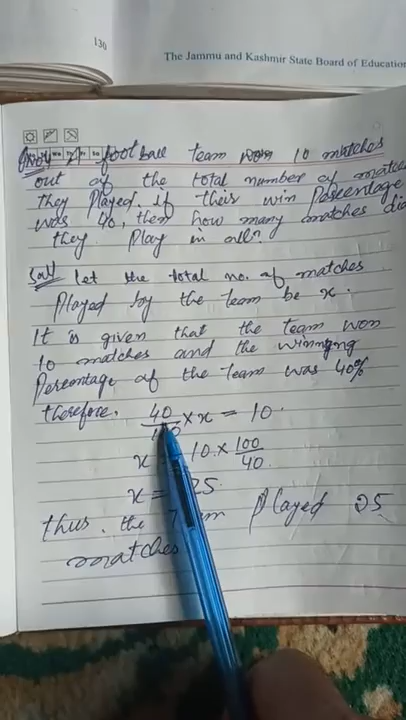 130
The Jammu and Kashmir State Board of Education
football team won 10 matches
out of the total number of matches
they Played. if their win Percentage
was 40, then how many matches did
they Play in all?
Sol/ let the total no. of matches
Played by the team be x.
It is given that the team won
10 matches and the winning
Percentage of the team was 40%
therefore. 40/100 × x = 10.
x = 10 × 100/40
x = 25
thus. the played 25
matches